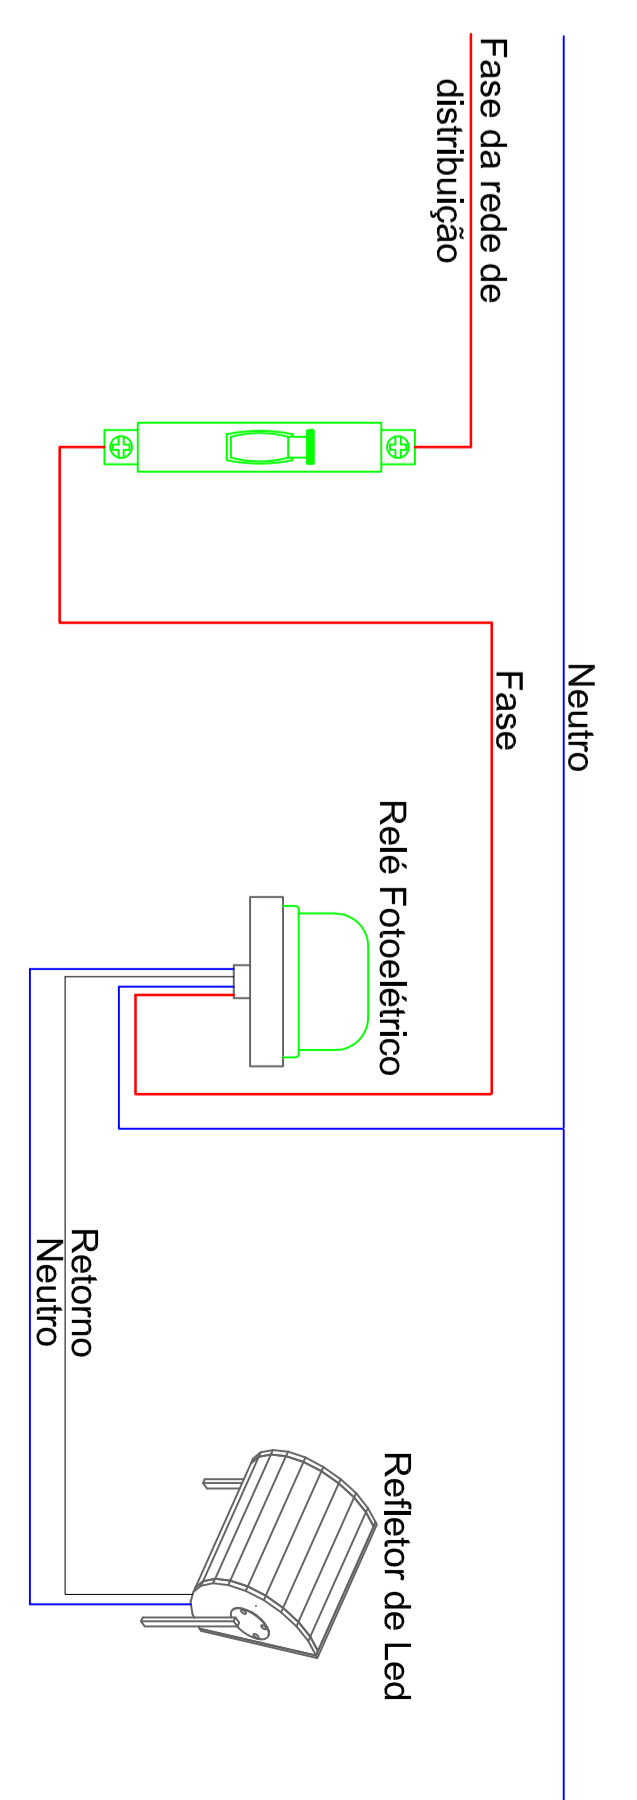 Neutro
Fase da rede de
distribuição
Fase
Relé Fotoelétrico
Refletor de Led
Retorno
Neutro